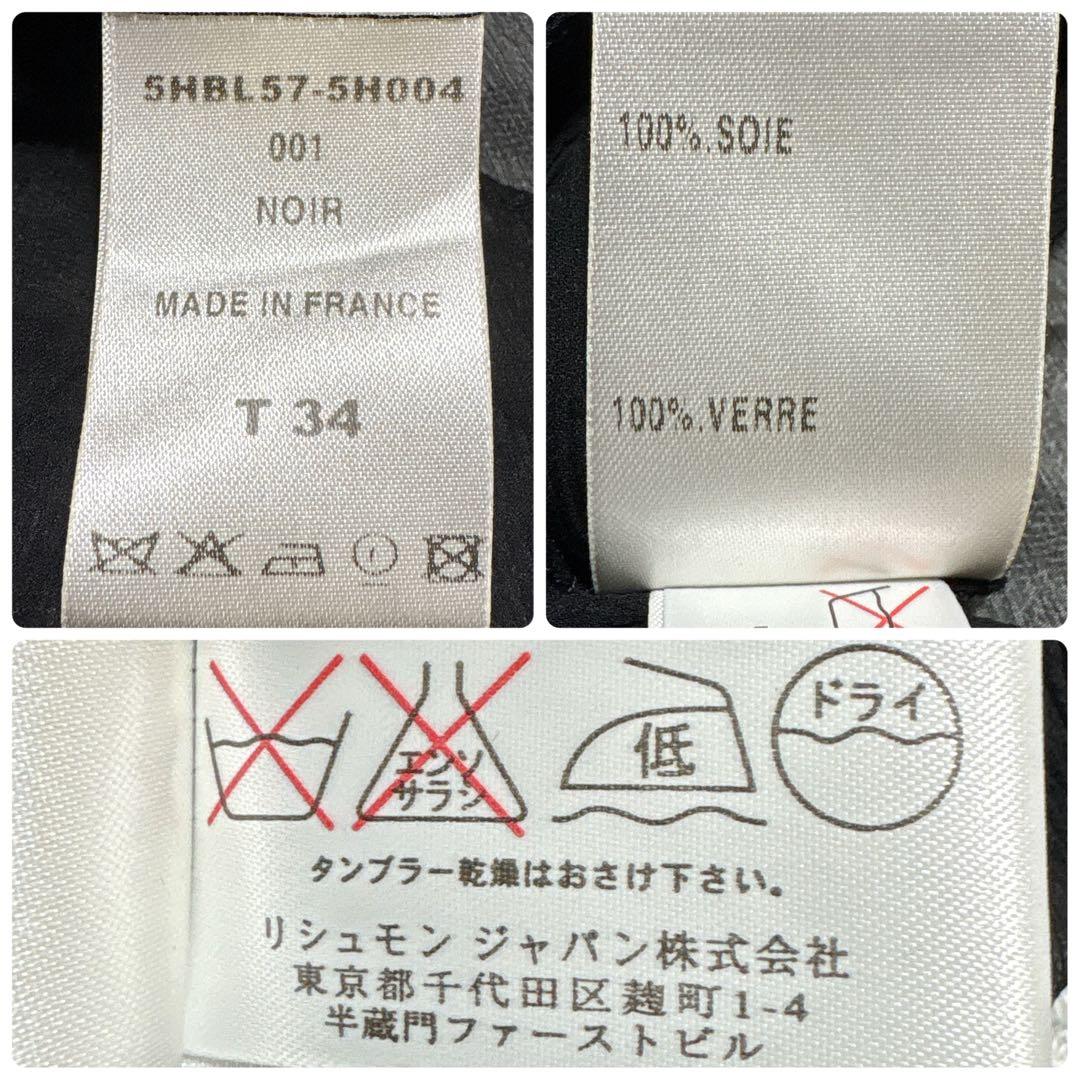 5HBL57-5H004
001
NOIR
MADE IN FRANCE
T 34
100%.SOIE
100%.VERRE
エンソ
サラシ
低
ドライ
タンブラー乾燥はおさけ下さい。
リシュモン ジャパン株式会社
東京都千代田区麹町1-4
半蔵門ファーストビル